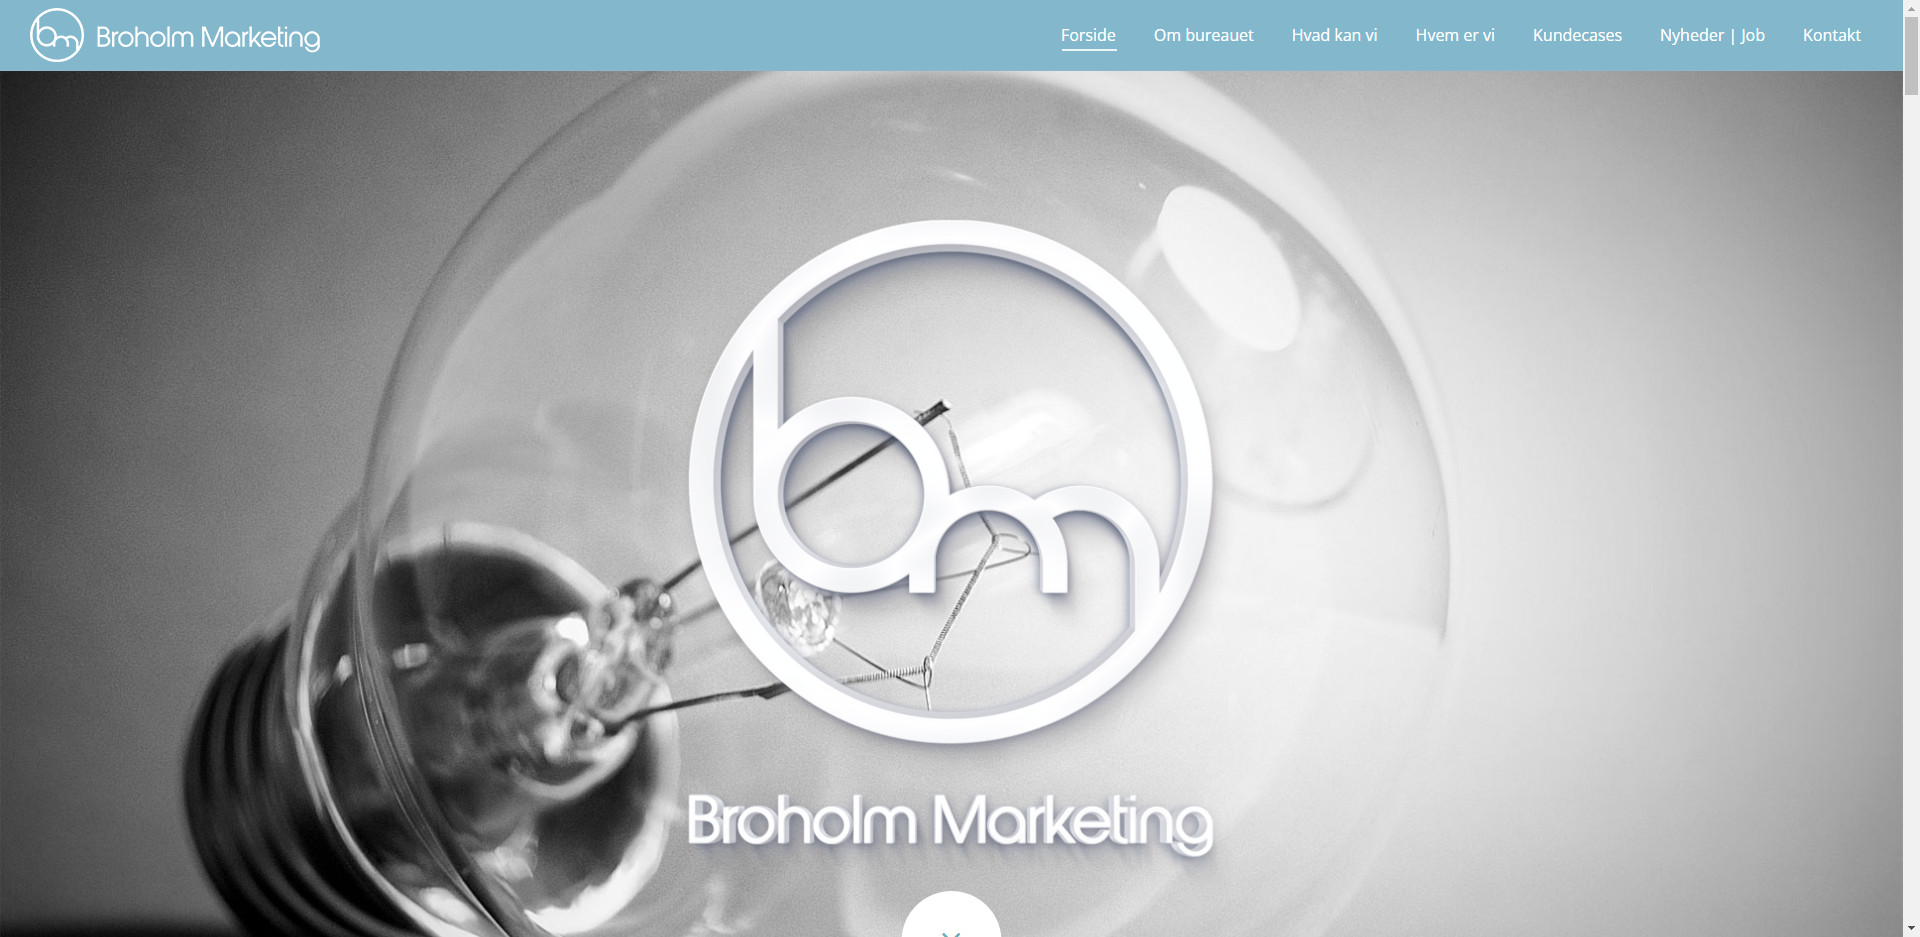 bm Broholm Marketing
Forside Om bureauet Hvad kan vi Hvem er vi Kundecases Nyheder | Job Kontakt
bm
Broholm Marketing